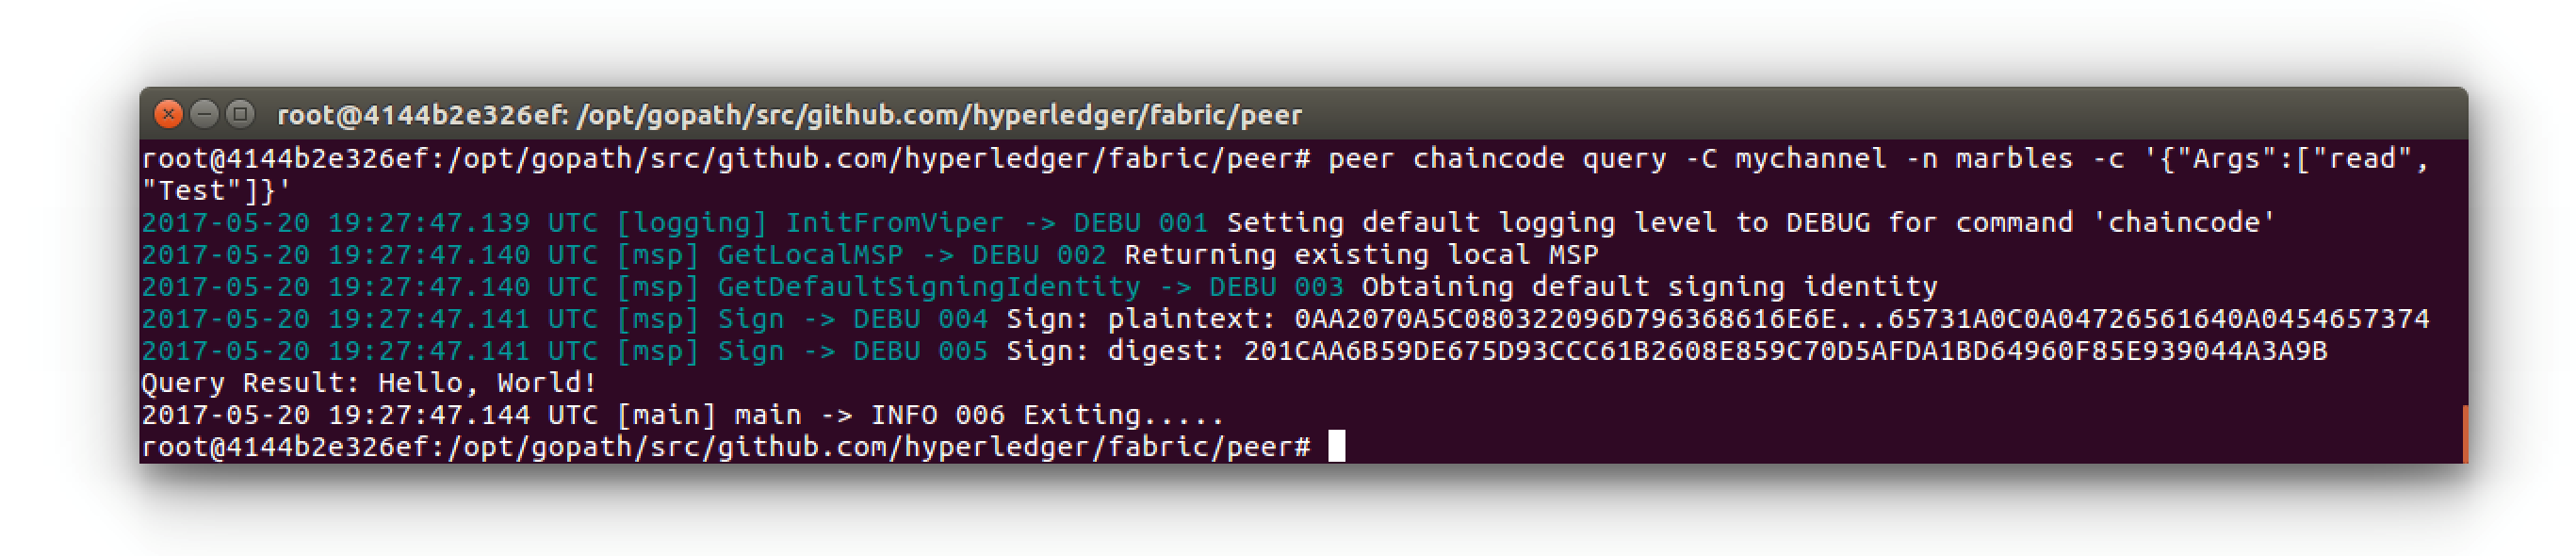 root@4144b2e326ef: /opt/gopath/src/github.com/hyperledger/fabric/peer
root@4144b2e326ef:/opt/gopath/src/github.com/hyperledger/fabric/peer# peer chaincode query -C mychannel -n marbles -c '{"Args":["read",
"Test"]}'
2017-05-20 19:27:47.139 UTC [logging] InitFromViper -> DEBU 001 Setting default logging level to DEBUG for command 'chaincode'
2017-05-20 19:27:47.140 UTC [msp] GetLocalMSP -> DEBU 002 Returning existing local MSP
2017-05-20 19:27:47.140 UTC [msp] GetDefaultSigningIdentity -> DEBU 003 Obtaining default signing identity
2017-05-20 19:27:47.141 UTC [msp] Sign -> DEBU 004 Sign: plaintext: 0AA2070A5C080322096D796368616E6E...65731A0C0A04726561640A0454657374
2017-05-20 19:27:47.141 UTC [msp] Sign -> DEBU 005 Sign: digest: 201CAA6B59DE675D93CCC61B2608E859C70D5AFDA1BD64960F85E939044A3A9B
Query Result: Hello, World!
2017-05-20 19:27:47.144 UTC [main] main -> INFO 006 Exiting.....
root@4144b2e326ef:/opt/gopath/src/github.com/hyperledger/fabric/peer#